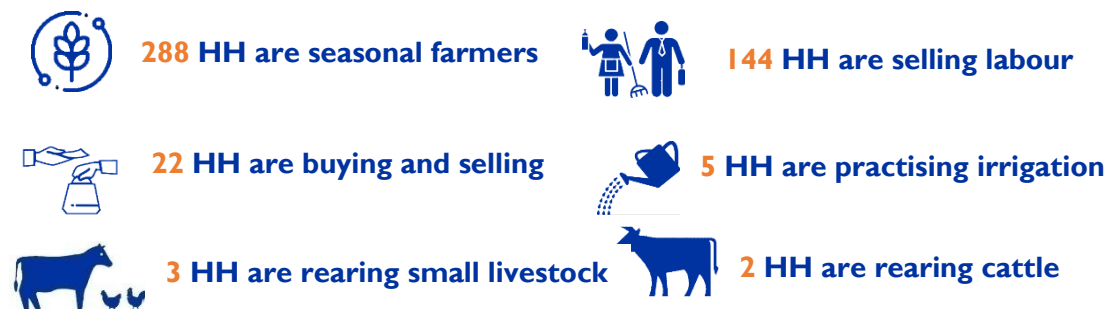 288 HH are seasonal farmers
144 HH are selling labour
22 HH are buying and selling
5 HH are practising irrigation
3 HH are rearing small livestock
2 HH are rearing cattle